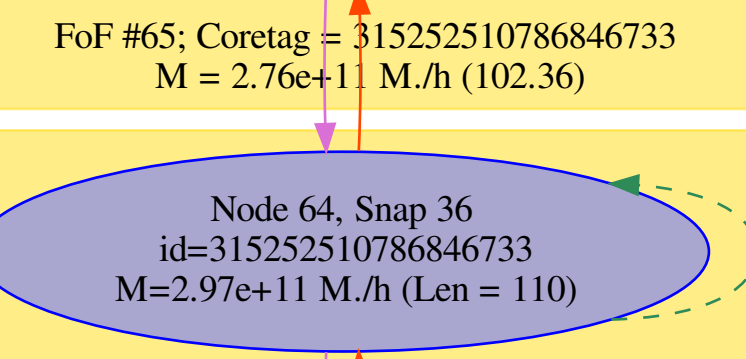 FoF #65; Coretag = 315252510786846733
M = 2.76e+11 M./h (102.36)
Node 64, Snap 36
id=315252510786846733
M=2.97e+11 M./h (Len = 110)